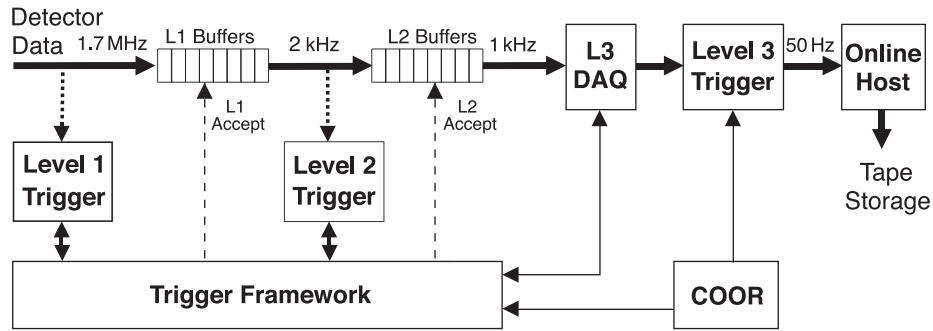 Detector
Data
1.7 MHz
L1 Buffers
2 kHz
L2 Buffers
1 kHz
L3
DAQ
Level 3
Trigger
50 Hz
Online
Host
L1
Accept
L2
Accept
Level 1
Trigger
Level 2
Trigger
Tape
Storage
Trigger Framework
COOR